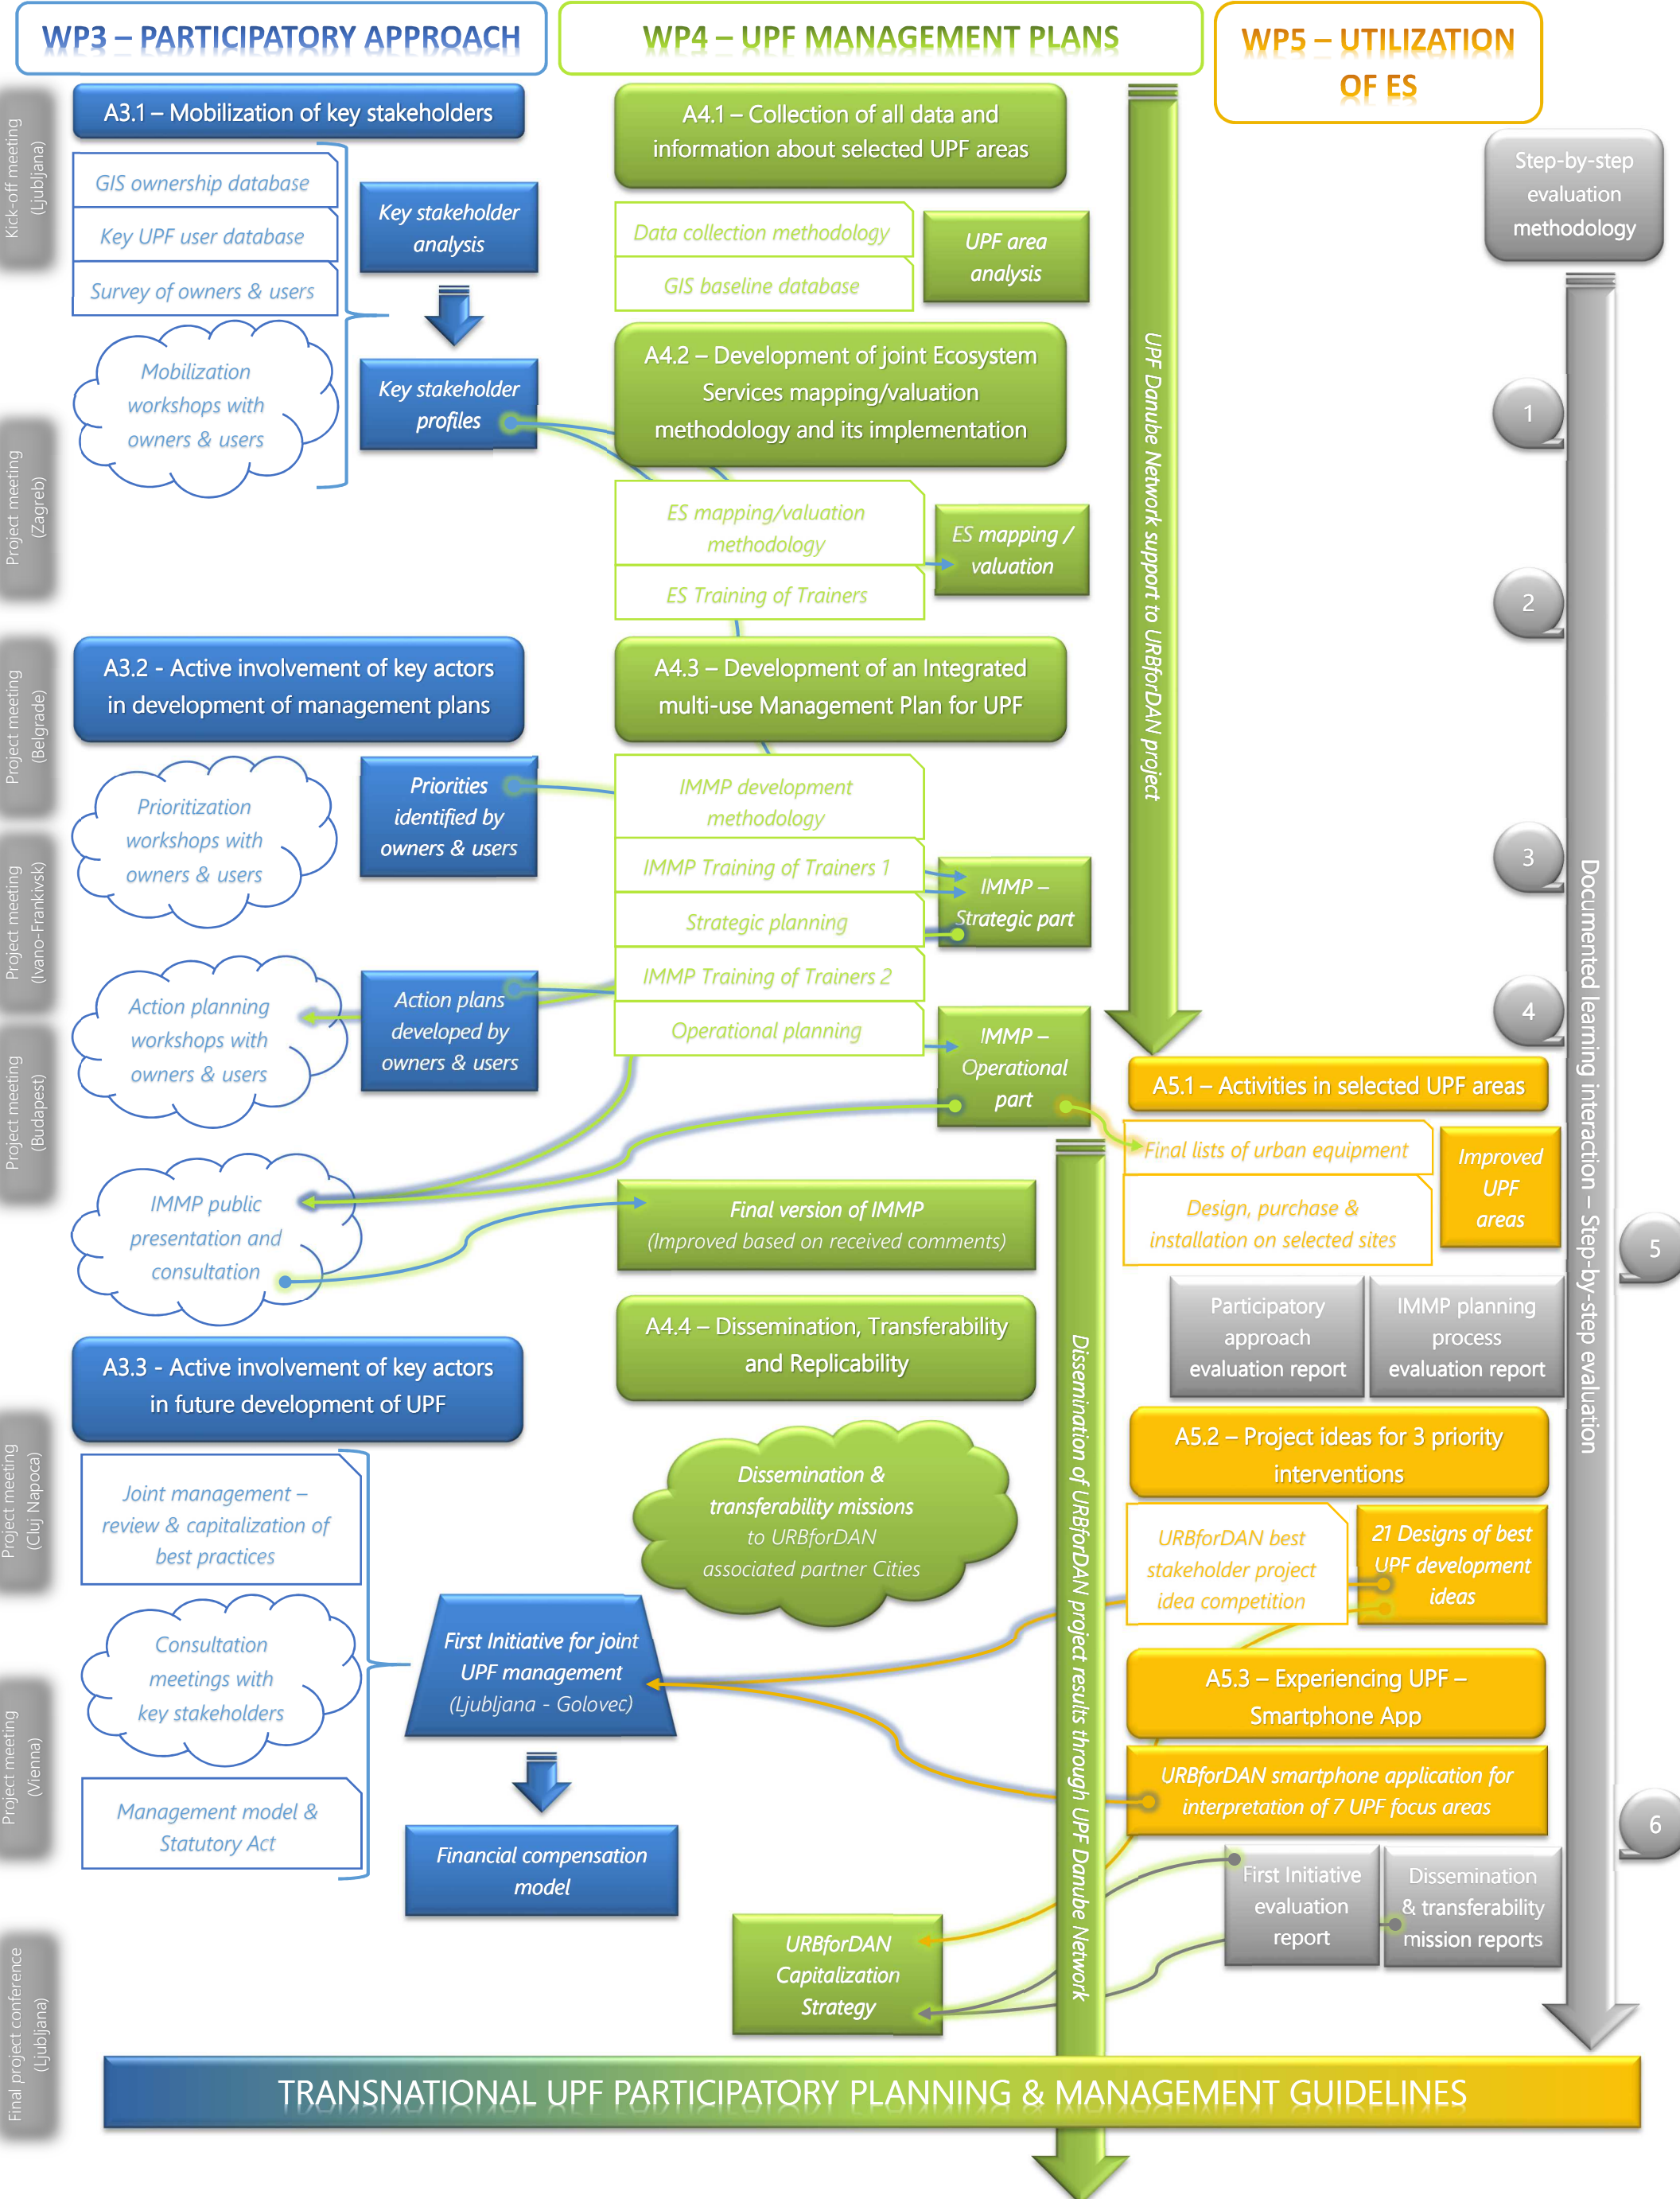 WP3 – PARTICIPATORY APPROACH
WP4 – UPF MANAGEMENT PLANS
WP5 – UTILIZATION
OF ES
Kick-off meeting
(Ljubljana)
Project meeting
(Zagreb)
Project meeting
(Belgrade)
Project meeting
(Ivano-Frankivsk)
Project meeting
(Budapest)
Project meeting
(Cluj Napoca)
Project meeting
(Vienna)
Final project conference
(Ljubljana)
A3.1 – Mobilization of key stakeholders
GIS ownership database
Key UPF user database
Survey of owners & users
Mobilization
workshops with
owners & users
Key stakeholder
analysis
Key stakeholder
profiles
A3.2 - Active involvement of key actors
in development of management plans
Prioritization
workshops with
owners & users
Priorities
identified by
owners & users
Action planning
workshops with
owners & users
Action plans
developed by
owners & users
IMMP public
presentation and
consultation
A3.3 - Active involvement of key actors
in future development of UPF
Joint management –
review & capitalization of
best practices
Consultation
meetings with
key stakeholders
Management model &
Statutory Act
First Initiative for joint
UPF management
(Ljubljana - Golovec)
Financial compensation
model
A4.1 – Collection of all data and
information about selected UPF areas
Data collection methodology
GIS baseline database
UPF area
analysis
A4.2 – Development of joint Ecosystem
Services mapping/valuation
methodology and its implementation
ES mapping/valuation
methodology
ES Training of Trainers
ES mapping /
valuation
A4.3 – Development of an Integrated
multi-use Management Plan for UPF
IMMP development
methodology
IMMP Training of Trainers 1
Strategic planning
IMMP Training of Trainers 2
Operational planning
IMMP –
Strategic part
IMMP –
Operational
part
Final version of IMMP
(Improved based on received comments)
A4.4 – Dissemination, Transferability
and Replicability
Dissemination &
transferability missions
to URBforDAN
associated partner Cities
URBforDAN
Capitalization
Strategy
UPF Danube Network support to URBforDAN project
Dissemination of URBforDAN project results through UPF Danube Network
A5.1 – Activities in selected UPF areas
Final lists of urban equipment
Design, purchase &
installation on selected sites
Improved
UPF
areas
Participatory
approach
evaluation report
IMMP planning
process
evaluation report
A5.2 – Project ideas for 3 priority
interventions
URBforDAN best
stakeholder project
idea competition
21 Designs of best
UPF development
ideas
A5.3 – Experiencing UPF –
Smartphone App
URBforDAN smartphone application for
interpretation of 7 UPF focus areas
First Initiative
evaluation
report
Dissemination
& transferability
mission reports
Step-by-step
evaluation
methodology
1
2
3
4
5
6
Documented learning interaction – Step-by-step evaluation
TRANSNATIONAL UPF PARTICIPATORY PLANNING & MANAGEMENT GUIDELINES